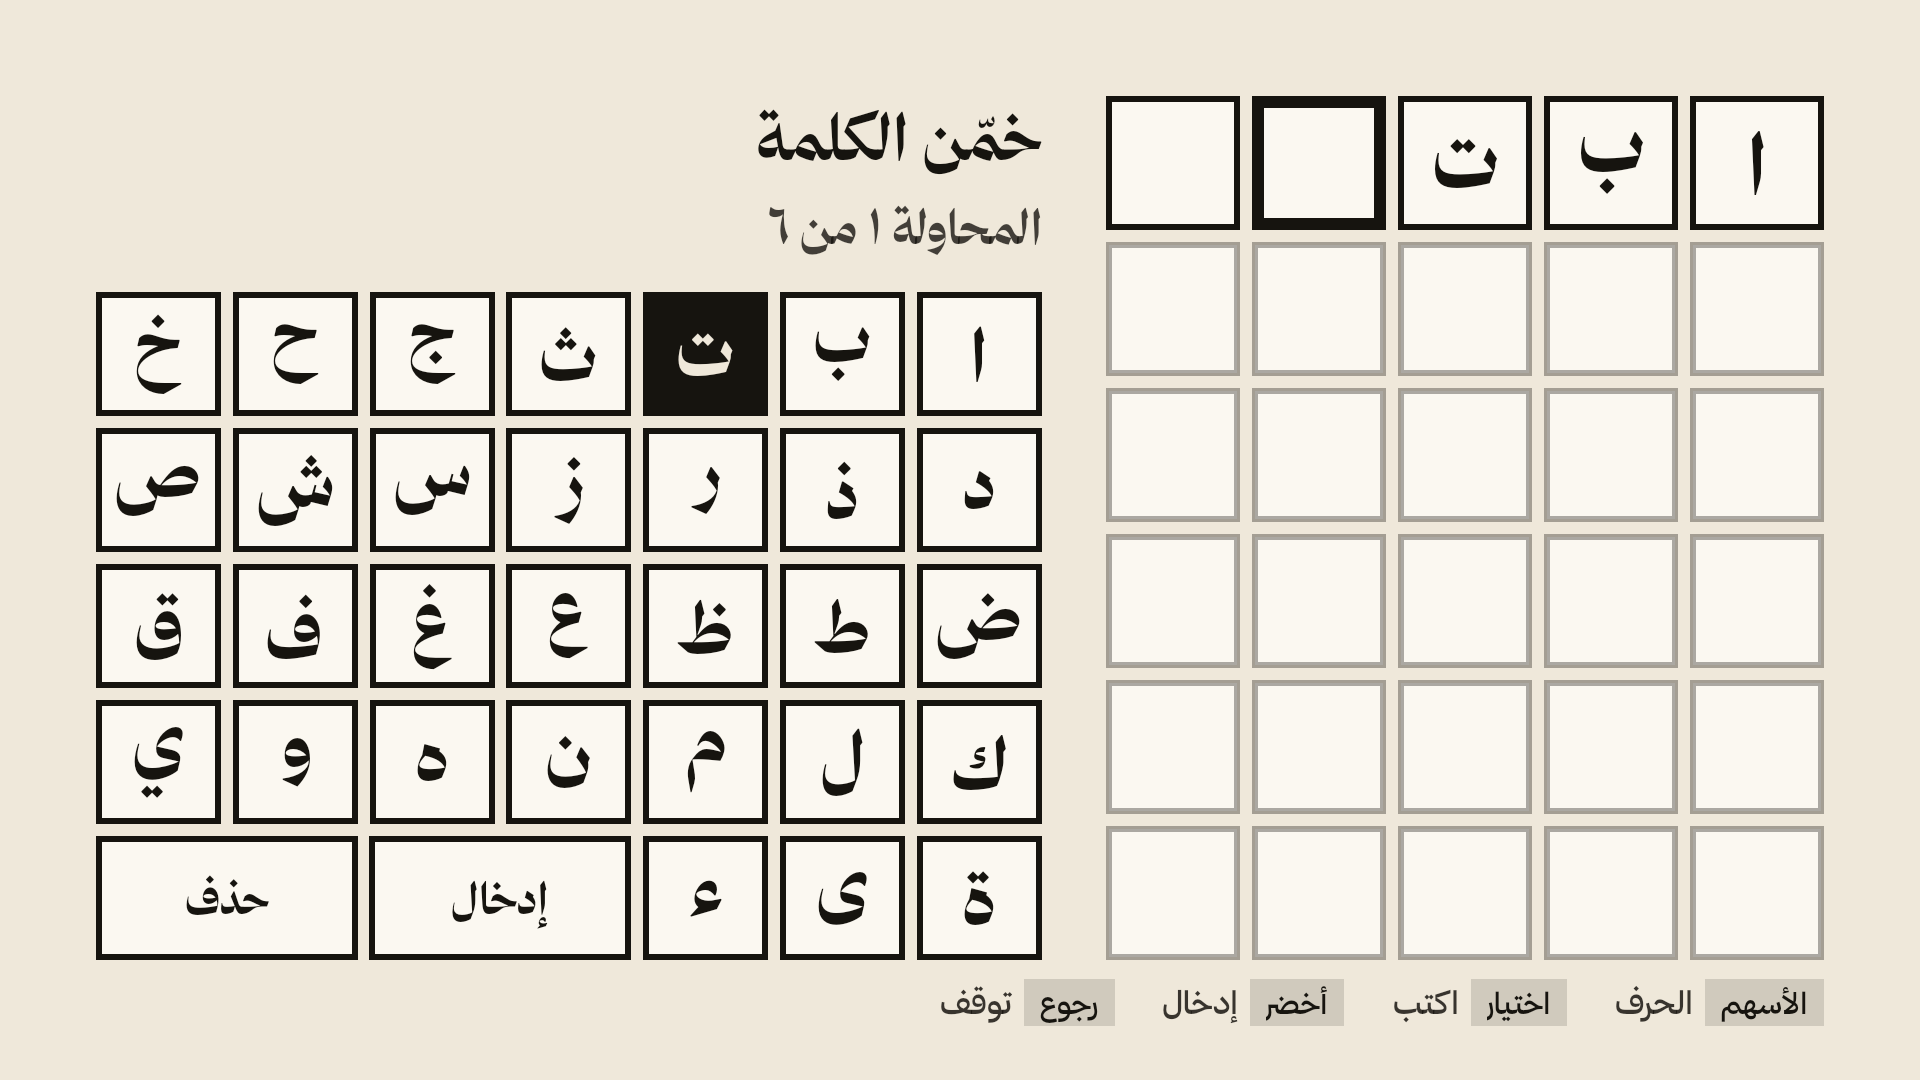 خمّن الكلمة
المحاولة ١ من ٦
ا ب ت
ا ب ت ث ج ح خ
د ذ ر ز س ش ص
ض ط ظ ع غ ف ق
ك ل م ن ه و ي
ة ى ء إدخال حذف
الأسهم الحرف اختيار اكتب أخضر إدخال رجوع توقف